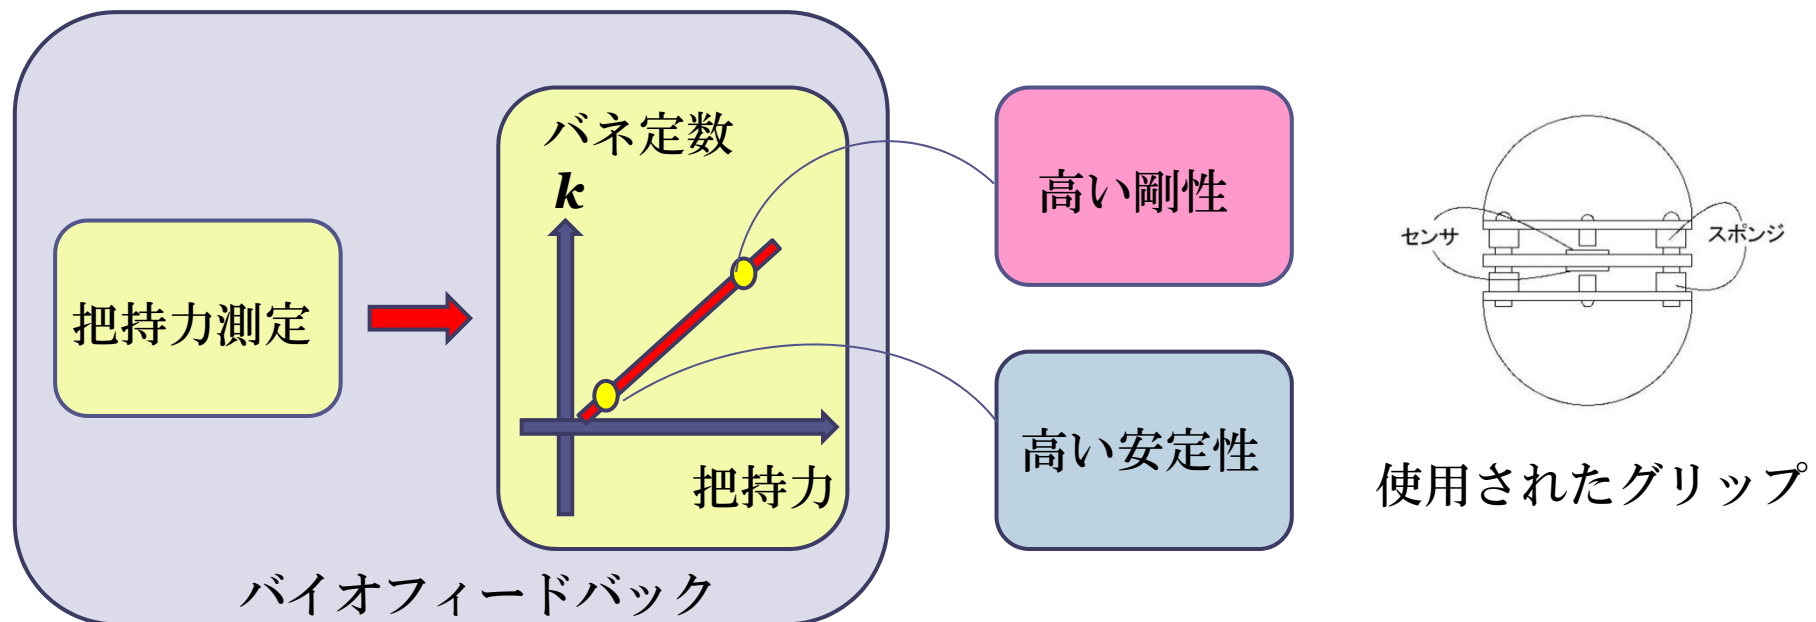 把持力測定
バネ定数
k
把持力
バイオフィードバック
高い剛性
高い安定性
センサ
スポンジ
使用されたグリップ